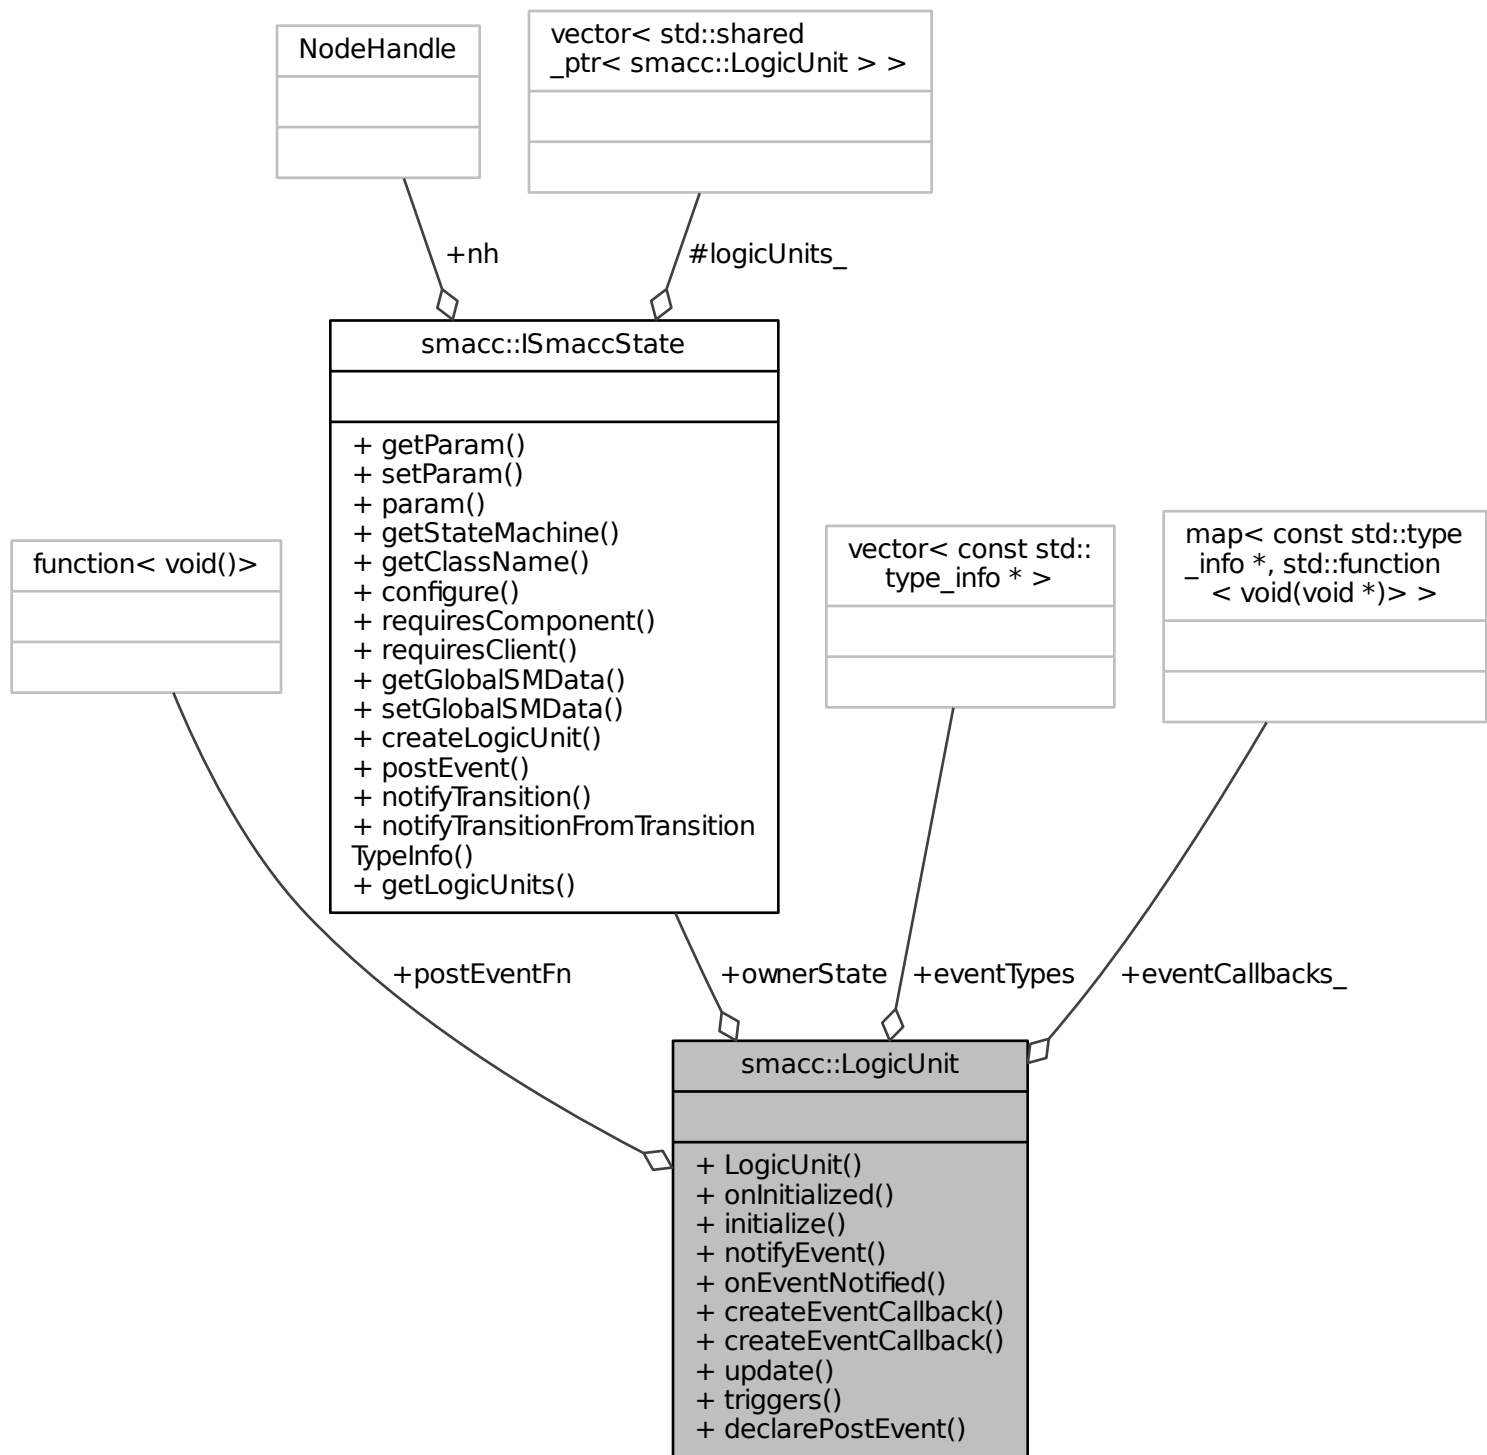 NodeHandle
vector< std::shared
_ptr< smacc::LogicUnit > >
+nh
#logicUnits_
smacc::ISmaccState
+ getParam()
+ setParam()
+ param()
+ getStateMachine()
+ getClassName()
+ configure()
+ requiresComponent()
+ requiresClient()
+ getGlobalSMData()
+ setGlobalSMData()
+ createLogicUnit()
+ postEvent()
+ notifyTransition()
+ notifyTransitionFromTransition
TypeInfo()
+ getLogicUnits()
function< void()>
vector< const std::
type_info * >
map< const std::type
_info *, std::function
< void(void *)> >
+postEventFn
+ownerState
+eventTypes
+eventCallbacks_
smacc::LogicUnit
+ LogicUnit()
+ onInitialized()
+ initialize()
+ notifyEvent()
+ onEventNotified()
+ createEventCallback()
+ createEventCallback()
+ update()
+ triggers()
+ declarePostEvent()